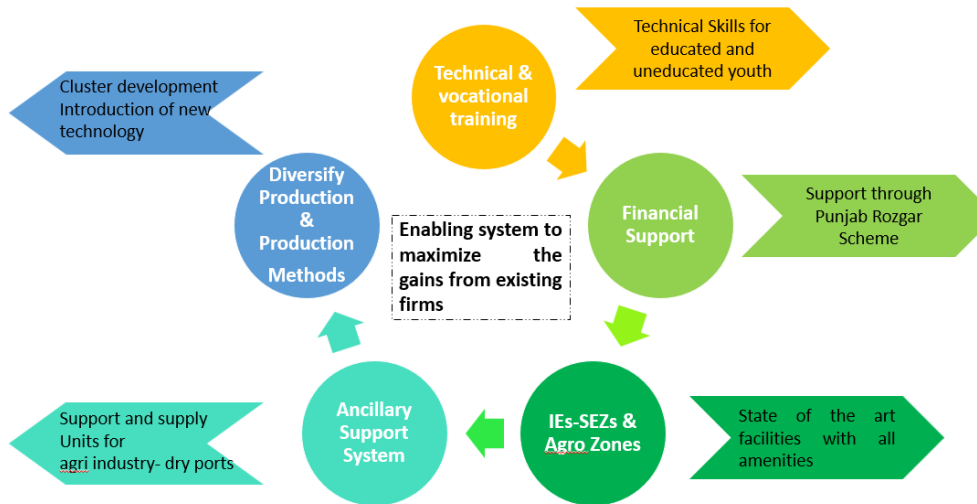 Technical Skills for
educated and
uneducated youth
Technical &
vocational
training
Cluster development
Introduction of new
technology
Diversify
Production
&
Production
Methods
Enabling system to
maximize the
gains from existing
firms
Financial
Support
Support through
Punjab Rozgar
Scheme
Support and supply
Units for
agri industry- dry ports
Ancillary
Support
System
IEs-SEZs &
Agro Zones
State of the art
facilities with all
amenities